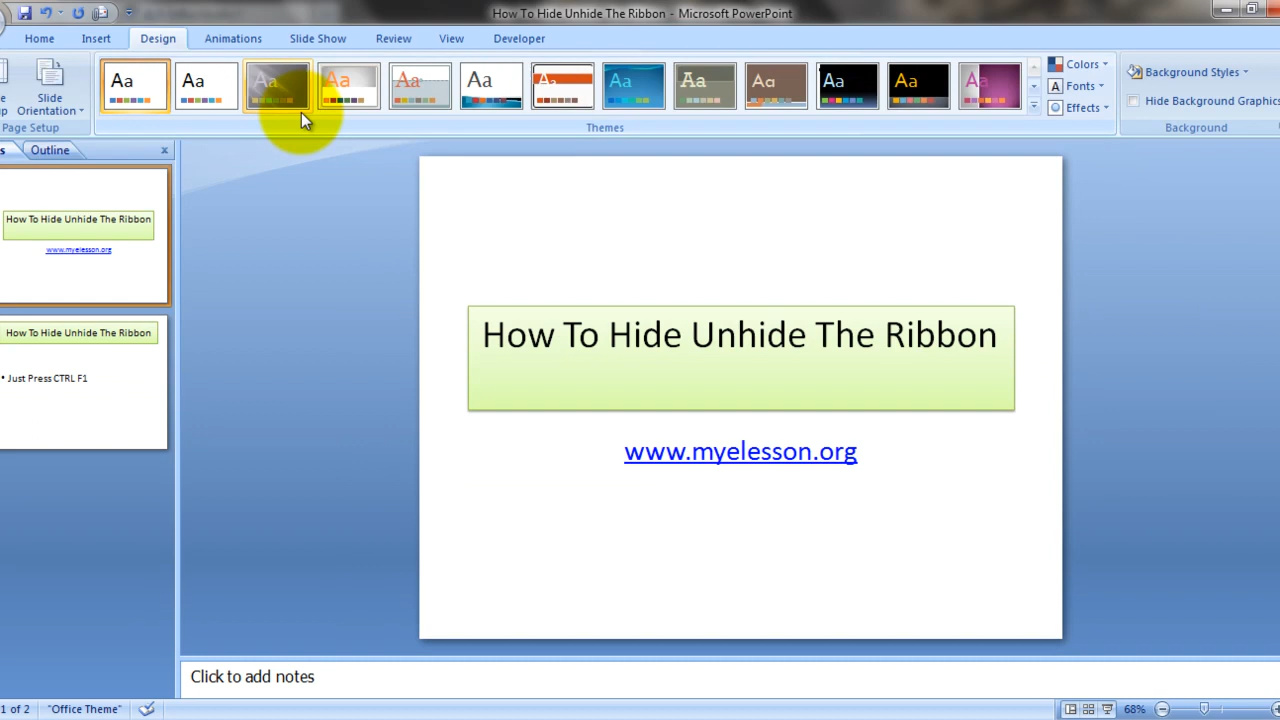 How To Hide Unhide The Ribbon - Microsoft PowerPoint
Home Insert Design Animations Slide Show Review View Developer
Aa Aa Aa Aa Aa Aa Aa Aa Aa Aa Aa Aa Aa
Colors
Fonts
Effects
Background Styles
Hide Background Graphics
Slide
Orientation
Page Setup
Themes
Background
Outline
How To Hide Unhide The Ribbon
www.myelesson.org
How To Hide Unhide The Ribbon
• Just Press CTRL F1
How To Hide Unhide The Ribbon
www.myelesson.org
Click to add notes
1 of 2 "Office Theme" 68%